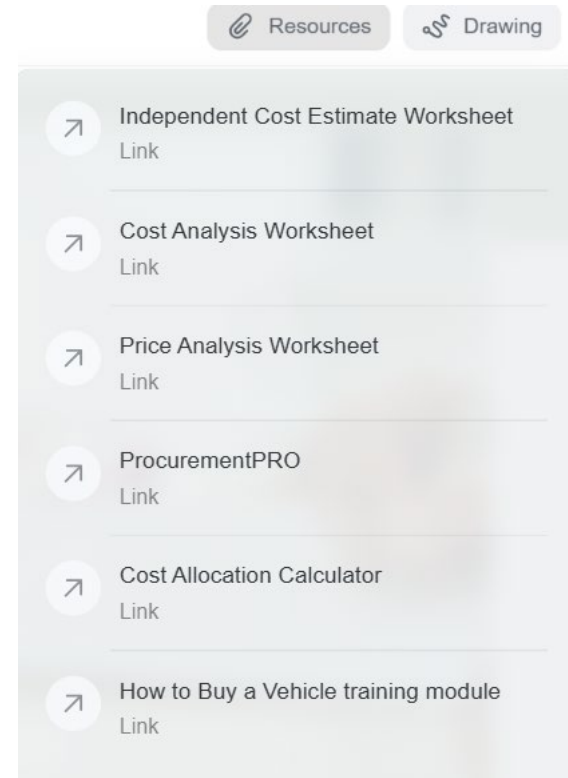 Resources Drawing
Independent Cost Estimate Worksheet
Link
Cost Analysis Worksheet
Link
Price Analysis Worksheet
Link
ProcurementPRO
Link
Cost Allocation Calculator
Link
How to Buy a Vehicle training module
Link